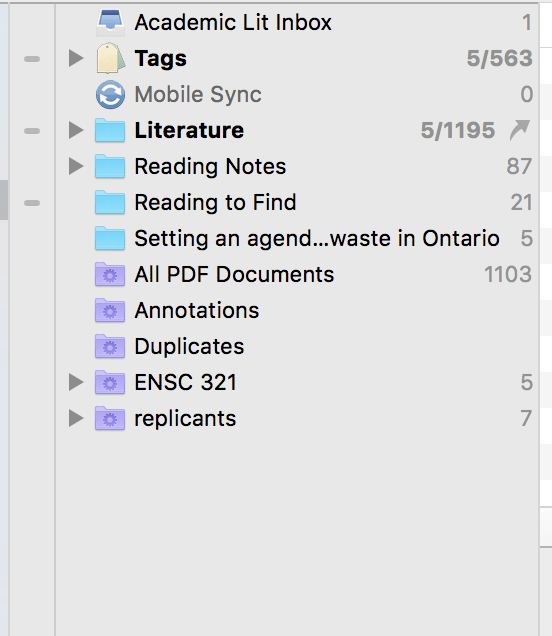 Academic Lit Inbox 1
Tags 5/563
Mobile Sync 0
Literature 5/1195
Reading Notes 87
Reading to Find 21
Setting an agend...waste in Ontario 5
All PDF Documents 1103
Annotations
Duplicates
ENSC 321 5
replicants 7